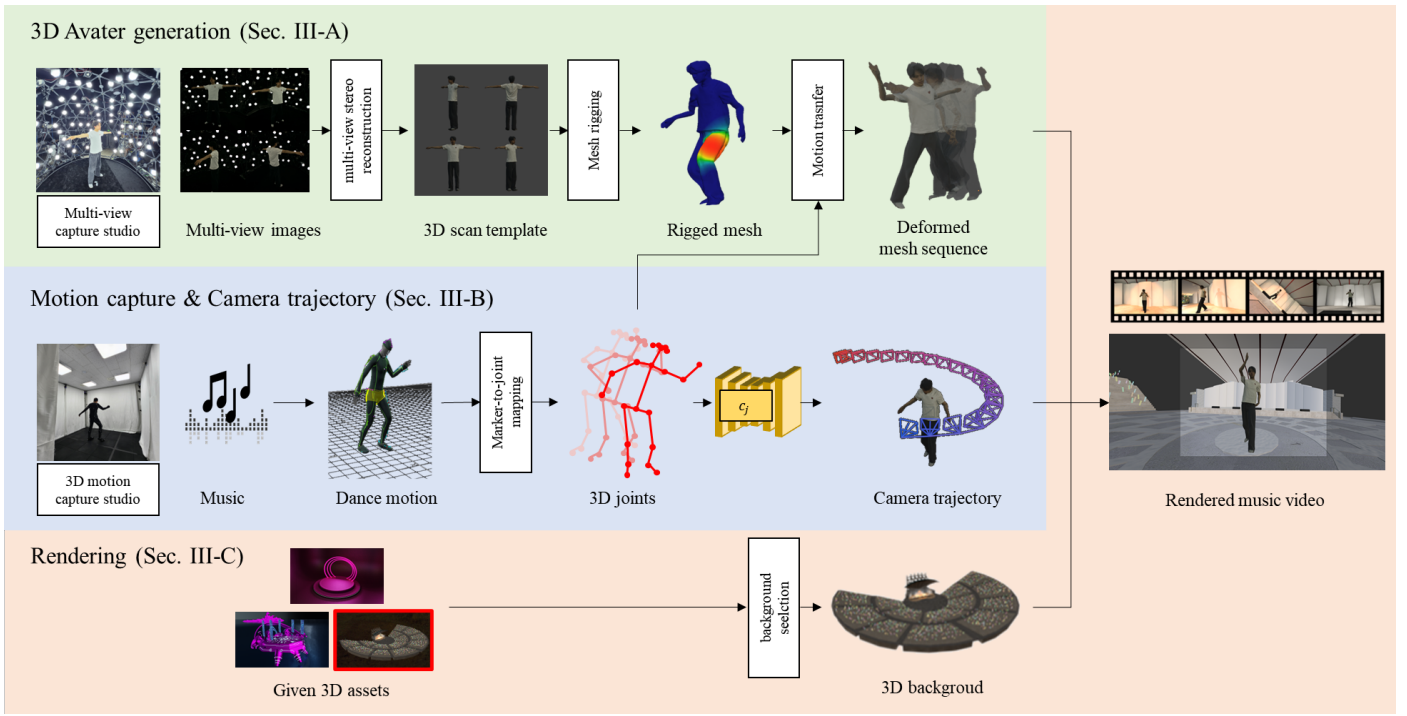 3D Avater generation (Sec. III-A)
multi-view stereo
reconstruction
Mesh rigging
Motion trasnfer
Multi-view
capture studio
Multi-view images
3D scan template
Rigged mesh
Deformed
mesh sequence
Motion capture & Camera trajectory (Sec. III-B)
Marker-to-joint
mapping
c_j
3D motion
capture studio
Music
Dance motion
3D joints
Camera trajectory
Rendered music video
Rendering (Sec. III-C)
background
seelction
Given 3D assets
3D backgroud